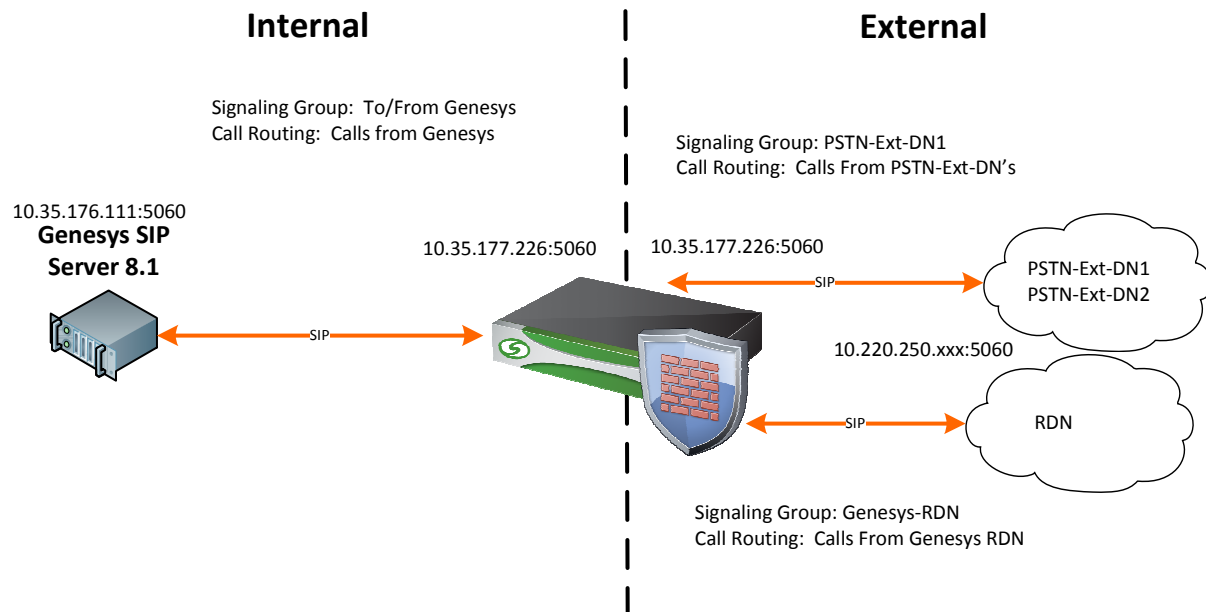 Internal
External
Signaling Group:  To/From Genesys
Call Routing:  Calls from Genesys
Signaling Group: PSTN-Ext-DN1
Call Routing:  Calls From PSTN-Ext-DN’s
10.35.176.111:5060
Genesys SIP
Server 8.1
10.35.177.226:5060
10.35.177.226:5060
SIP
SIP
PSTN-Ext-DN1
PSTN-Ext-DN2
10.220.250.xxx:5060
SIP
RDN
Signaling Group: Genesys-RDN
Call Routing:  Calls From Genesys RDN